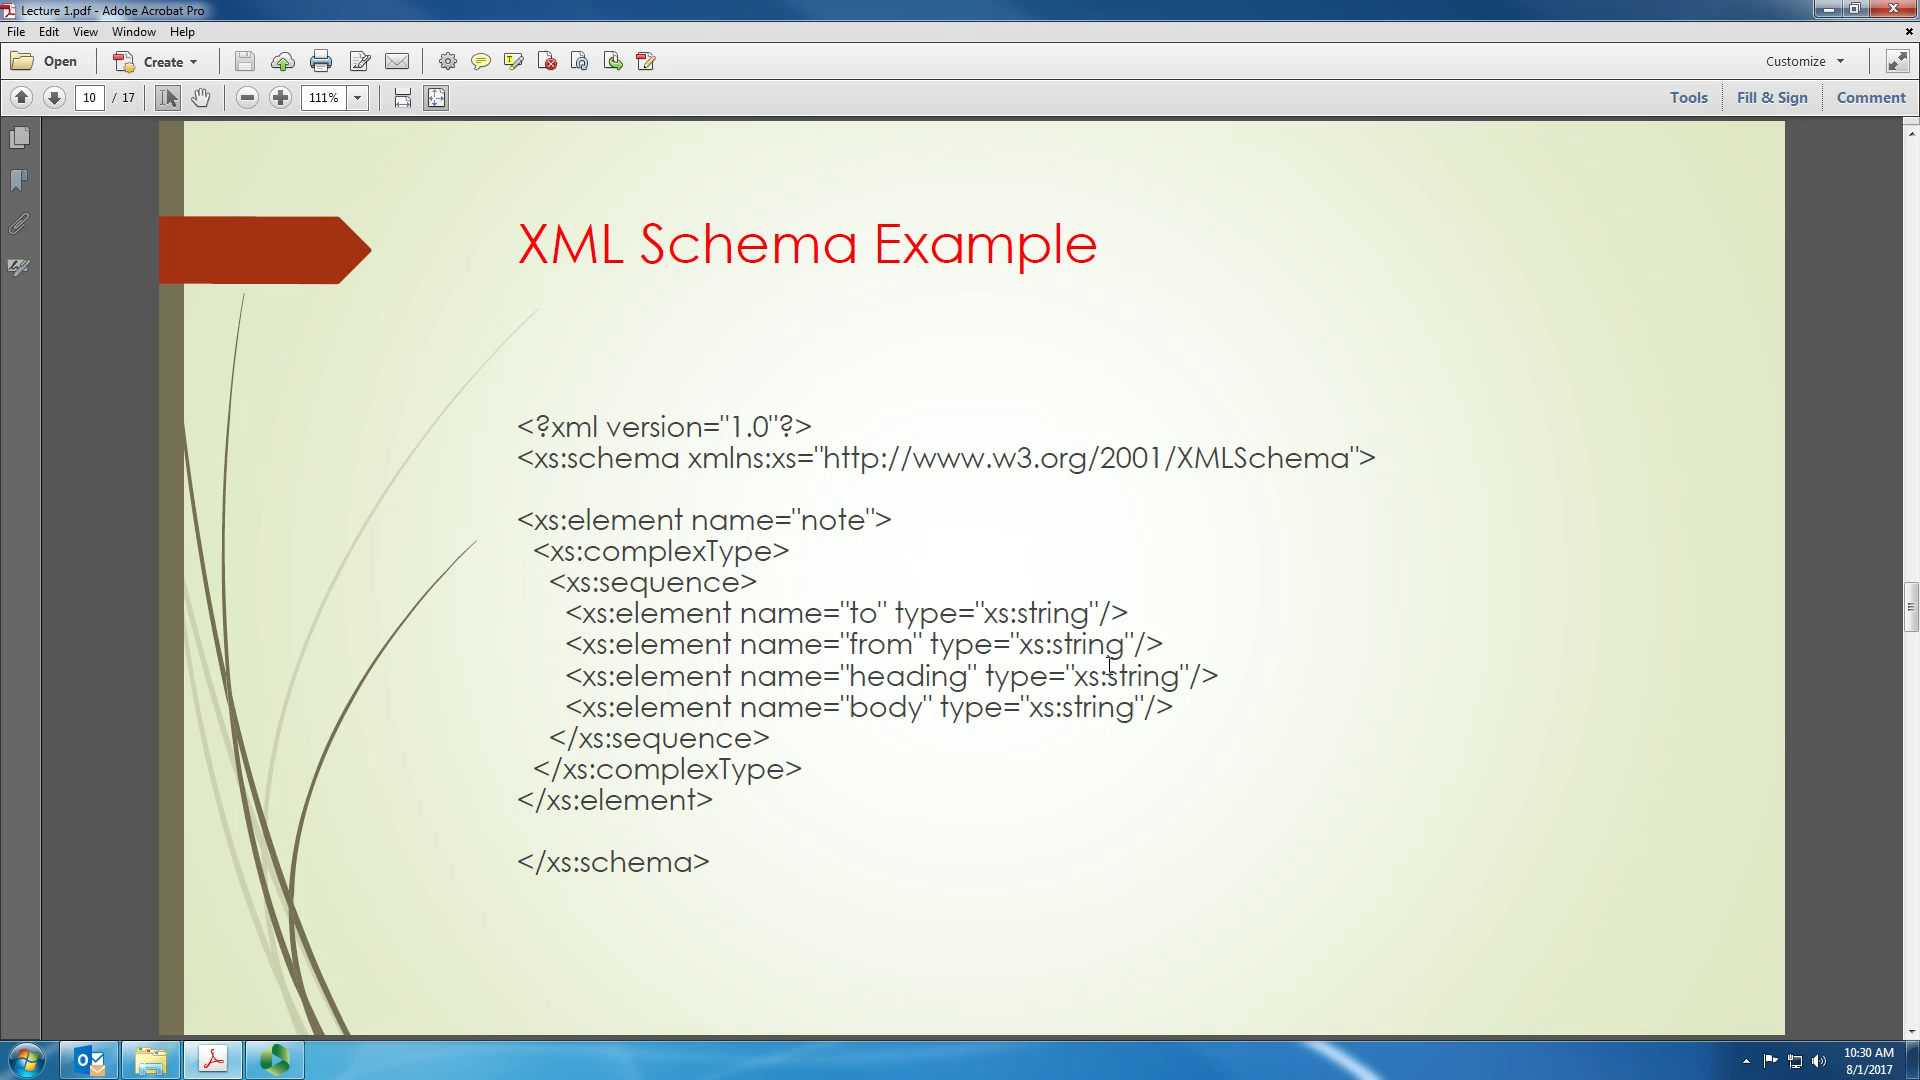 Lecture 1.pdf - Adobe Acrobat Pro
File Edit View Window Help
Open Create Customize
10 / 17 111% Tools Fill & Sign Comment
XML Schema Example
<?xml version="1.0"?>
<xs:schema xmlns:xs="http://www.w3.org/2001/XMLSchema">
<xs:element name="note">
<xs:complexType>
<xs:sequence>
<xs:element name="to" type="xs:string"/>
<xs:element name="from" type="xs:string"/>
<xs:element name="heading" type="xs:string"/>
<xs:element name="body" type="xs:string"/>
</xs:sequence>
</xs:complexType>
</xs:element>
</xs:schema>
10:30 AM
8/1/2017